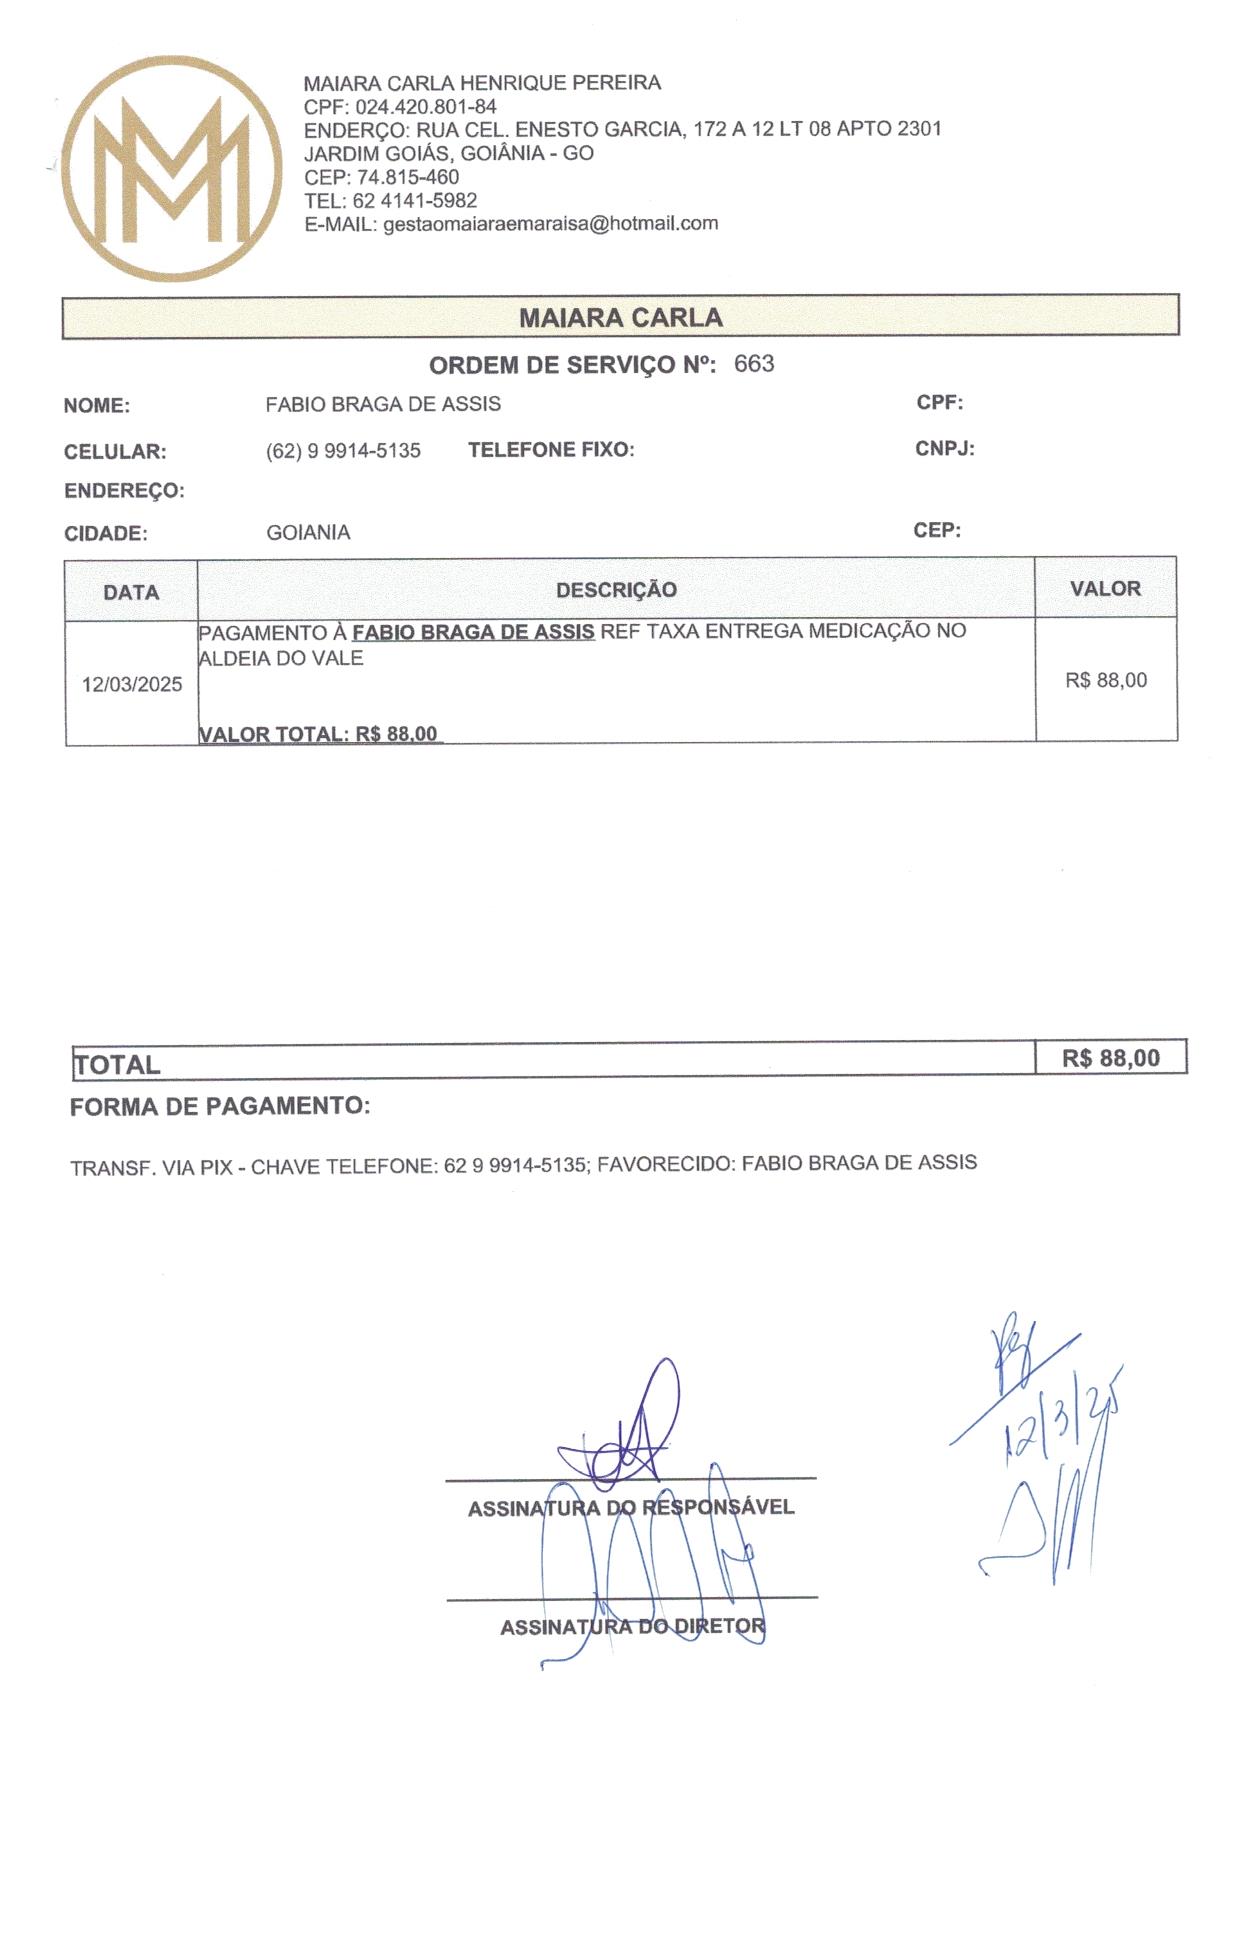 MAIARA CARLA HENRIQUE PEREIRA
CPF: 024.420.801-84
ENDERÇO: RUA CEL. ENESTO GARCIA, 172 A 12 LT 08 APTO 2301
JARDIM GOIÁS, GOIÂNIA - GO
CEP: 74.815-460
TEL: 62 4141-5982
E-MAIL: gestaomaiaraemaraisa@hotmail.com
MAIARA CARLA
ORDEM DE SERVIÇO Nº: 663
NOME: FABIO BRAGA DE ASSIS CPF:
CELULAR: (62) 9 9914-5135 TELEFONE FIXO: CNPJ:
ENDEREÇO:
CIDADE: GOIANIA CEP:
DATA DESCRIÇÃO VALOR
PAGAMENTO À FABIO BRAGA DE ASSIS REF TAXA ENTREGA MEDICAÇÃO NO
ALDEIA DO VALE
12/03/2025 R$ 88,00
VALOR TOTAL: R$ 88,00
TOTAL R$ 88,00
FORMA DE PAGAMENTO:
TRANSF. VIA PIX - CHAVE TELEFONE: 62 9 9914-5135; FAVORECIDO: FABIO BRAGA DE ASSIS
12/3/25
ASSINATURA DO RESPONSÁVEL
ASSINATURA DO DIRETOR